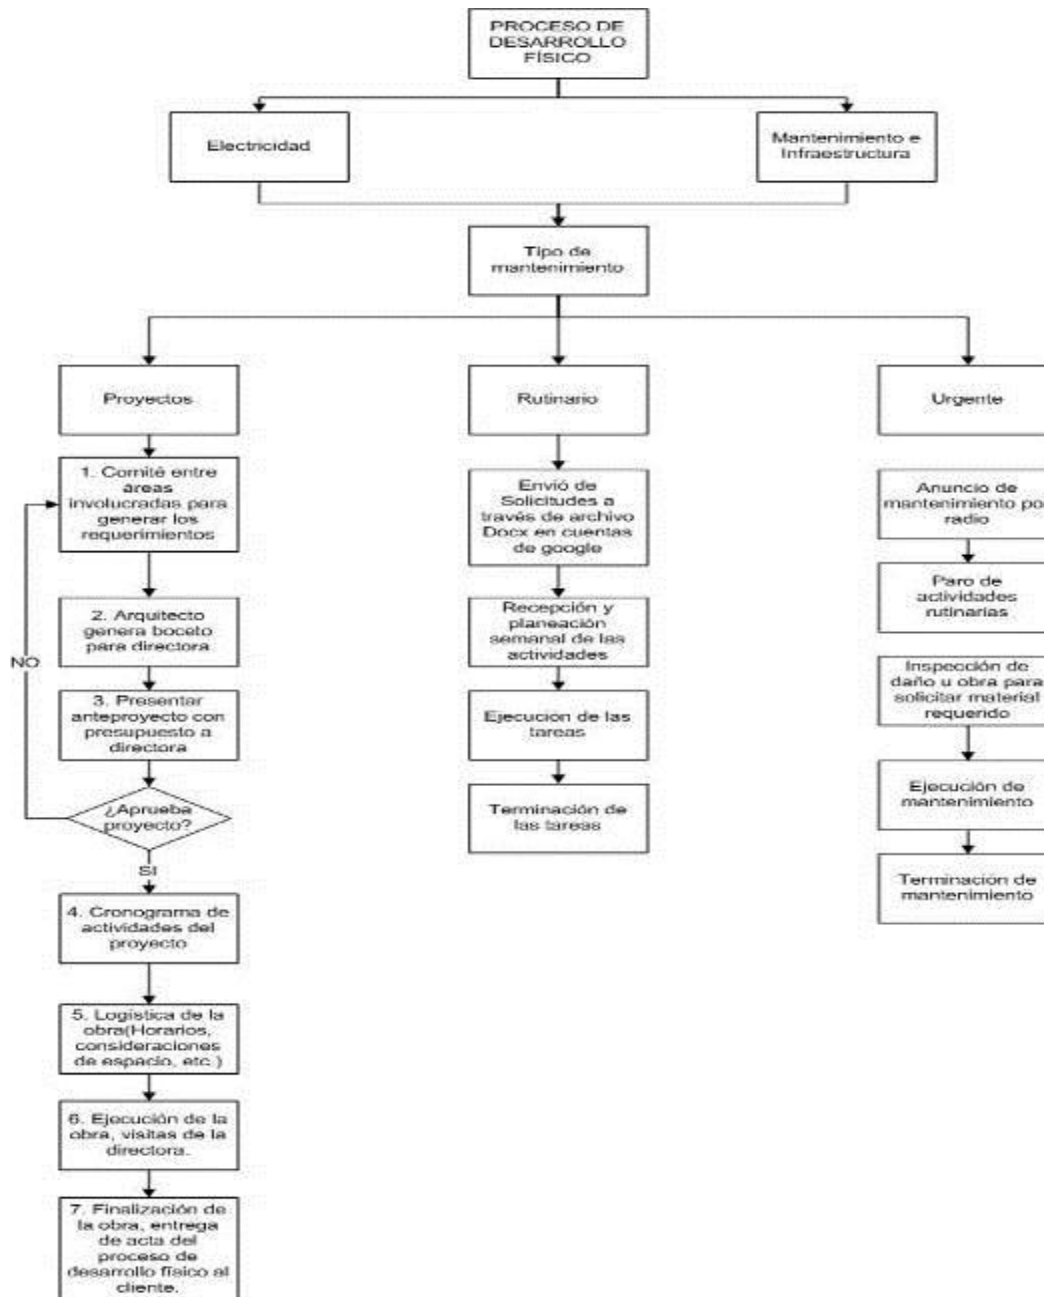 PROCESO DE
DESARROLLO
FÍSICO
Electricidad
Mantenimiento e
Infraestructura
Tipo de
mantenimiento
Proyectos
Rutinario
Urgente
1. Comité entre
áreas
involucradas para
generar los
requerimientos
Envió de
Solicitudes a
través de archivo
Docx en cuentas
de google
Anuncio de
mantenimiento por
radio
2. Arquitecto
genera boceto
para directora
Recepción y
planeación
semanal de las
actividades
Paro de
actividades
rutinarias
NO
3. Presentar
anteproyecto con
presupuesto a
directora
Ejecución de las
tareas
Inspección de
daño u obra para
solicitar material
requerido
¿Aprueba
proyecto?
Terminación de
las tareas
Ejecución de
mantenimiento
SI
Terminación de
mantenimiento
4. Cronograma de
actividades del
proyecto
5. Logística de la
obra(Horarios,
consideraciones
de espacio, etc.)
6. Ejecución de la
obra, visitas de la
directora.
7. Finalización de
la obra, entrega
de acta del
proceso de
desarrollo físico al
cliente.